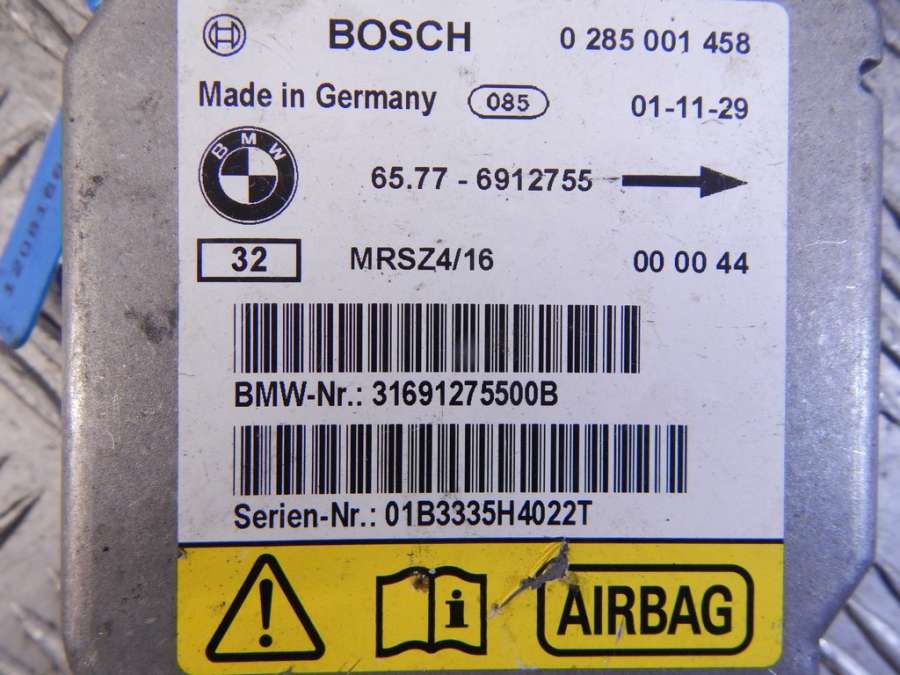 BOSCH 0 285 001 458
Made in Germany 085 01-11-29
BMW 65.77 - 6912755
32 MRSZ4/16 00 00 44
BMW-Nr.: 31691275500B
Serien-Nr.: 01B3335H4022T
AIRBAG